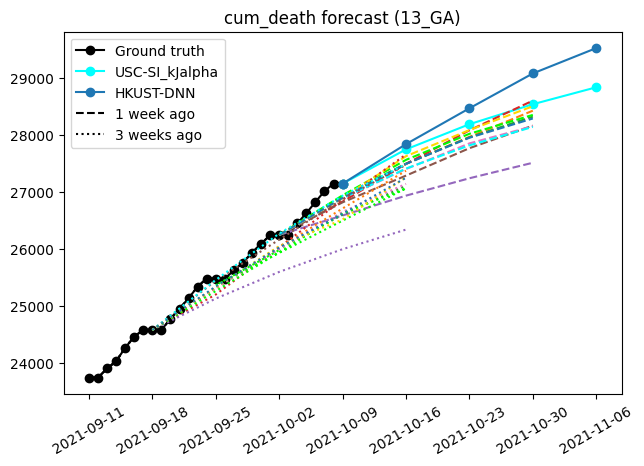 cum_death forecast (13_GA)
Ground truth
USC-SI_kJalpha
HKUST-DNN
1 week ago
3 weeks ago
29000
28000
27000
26000
25000
24000
2021-09-11
2021-09-18
2021-09-25
2021-10-02
2021-10-09
2021-10-16
2021-10-23
2021-10-30
2021-11-06